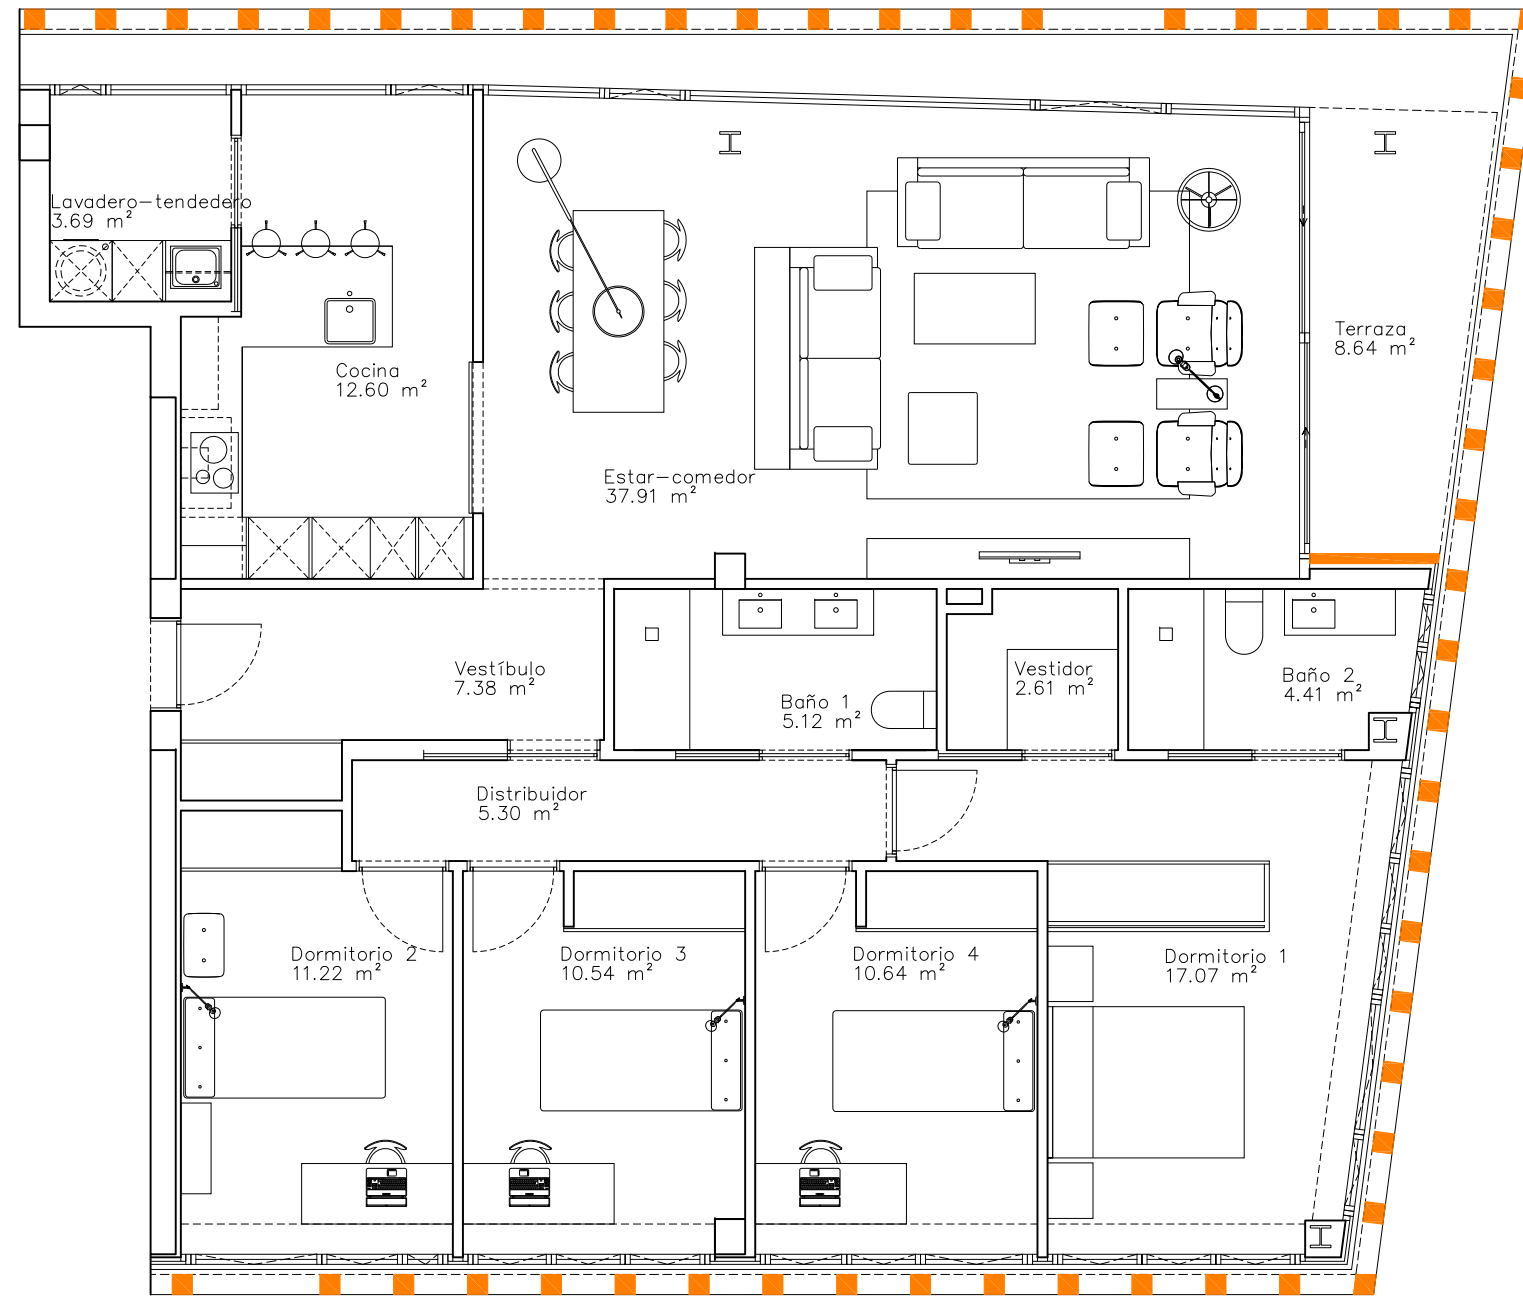 Lavadero-tendedero
3.69 m²
Cocina
12.60 m²
Estar-comedor
37.91 m²
Terraza
8.64 m²
Vestíbulo
7.38 m²
Baño 1
5.12 m²
Vestidor
2.61 m²
Baño 2
4.41 m²
Distribuidor
5.30 m²
Dormitorio 2
11.22 m²
Dormitorio 3
10.54 m²
Dormitorio 4
10.64 m²
Dormitorio 1
17.07 m²